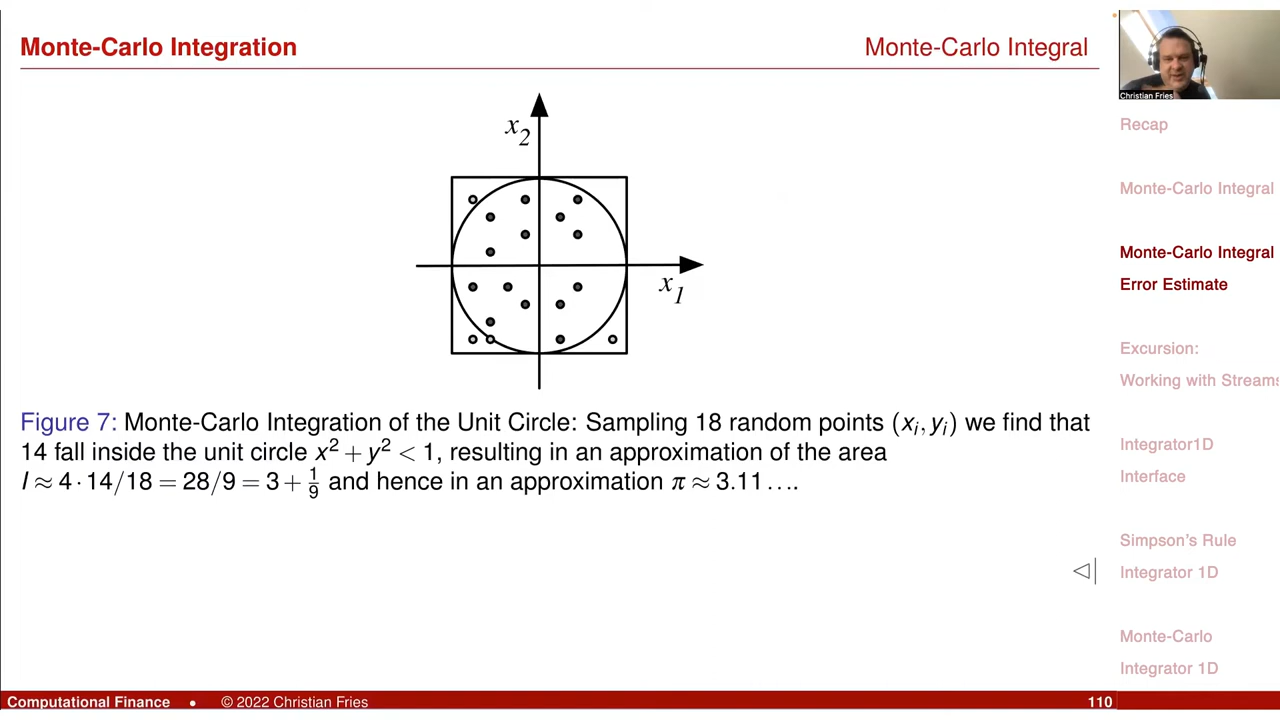 Monte-Carlo Integration
Monte-Carlo Integral
Christian Fries
x2
x1
Figure 7: Monte-Carlo Integration of the Unit Circle: Sampling 18 random points (xᵢ, yᵢ) we find that
14 fall inside the unit circle x² + y² < 1, resulting in an approximation of the area
I ≈ 4 · 14/18 = 28/9 = 3 + 1/9 and hence in an approximation π ≈ 3.11 . . . .
Recap
Monte-Carlo Integral
Monte-Carlo Integral
Error Estimate
Excursion:
Working with Streams
Integrator1D
Interface
Simpson's Rule
Integrator 1D
Monte-Carlo
Integrator 1D
Computational Finance • © 2022 Christian Fries
110